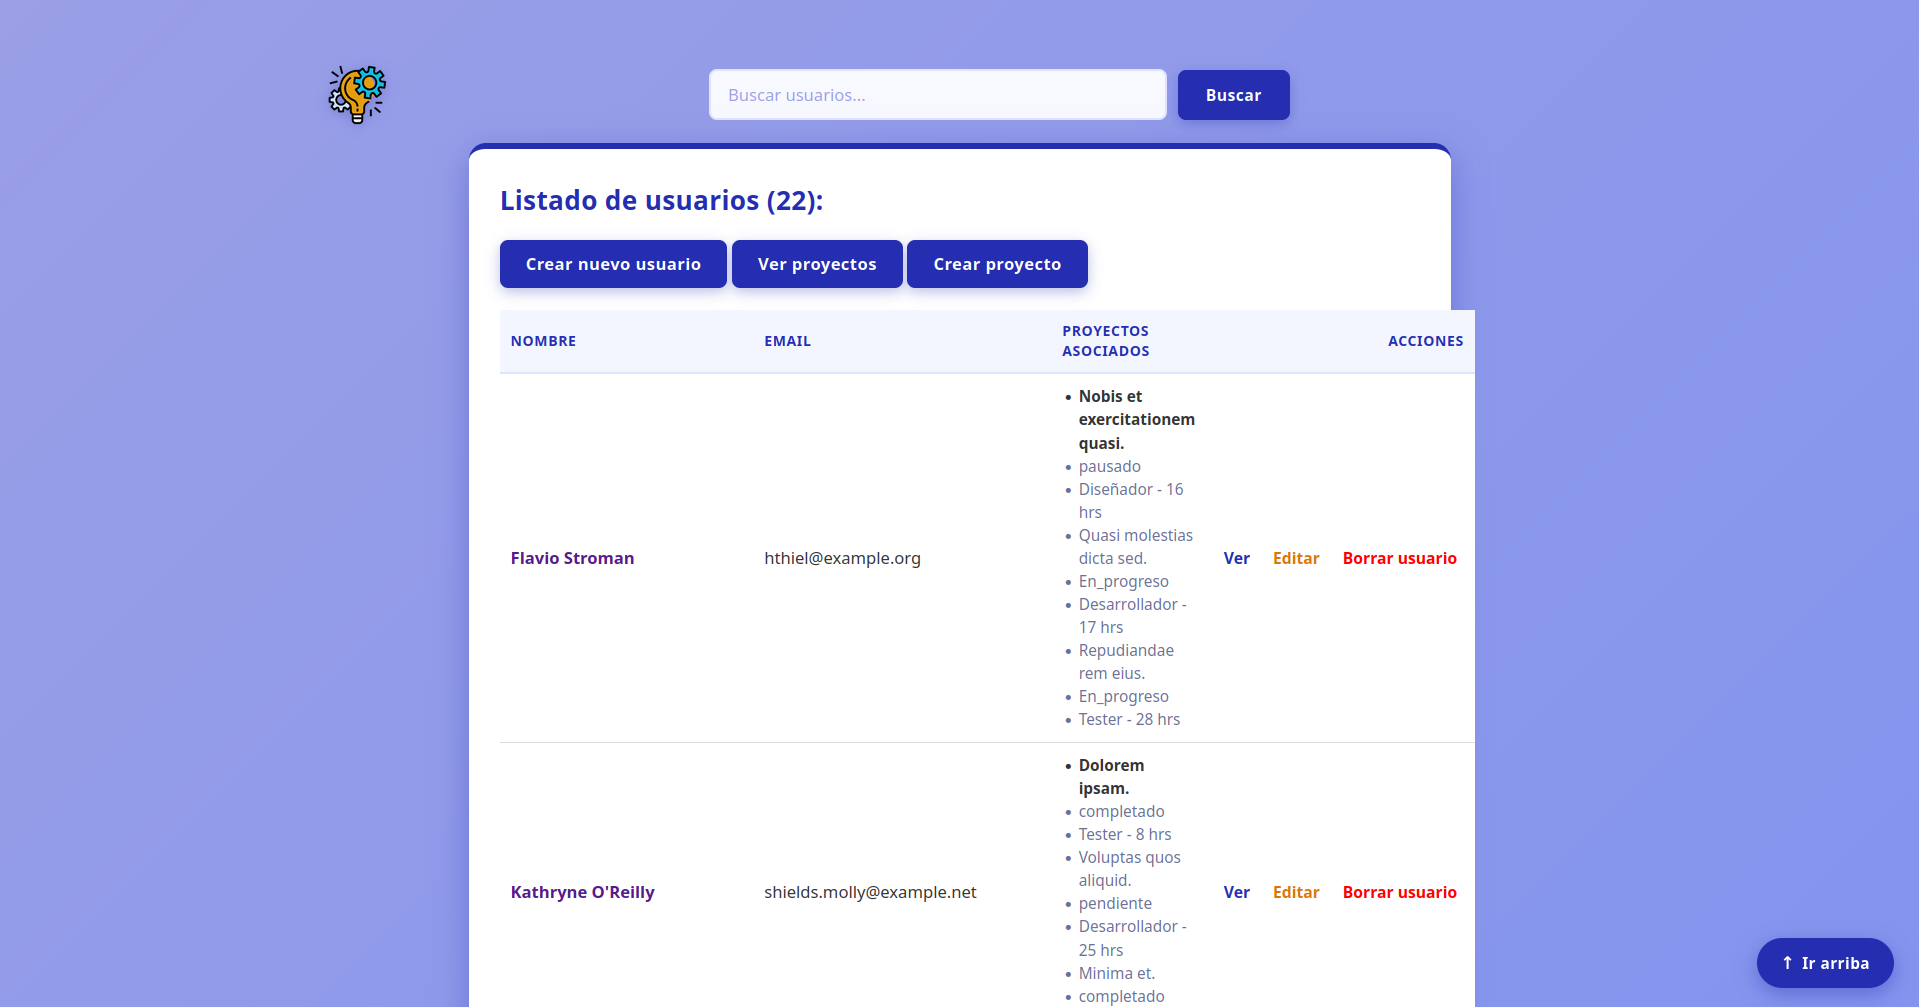 Buscar usuarios...
Buscar
Listado de usuarios (22):
Crear nuevo usuario
Ver proyectos
Crear proyecto
NOMBRE
EMAIL
PROYECTOS
ASOCIADOS
ACCIONES
Flavio Stroman
hthiel@example.org
• Nobis et
exercitationem
quasi.
• pausado
• Diseñador - 16
hrs
• Quasi molestias
dicta sed.
• En_progreso
• Desarrollador -
17 hrs
• Repudiandae
rem eius.
• En_progreso
• Tester - 28 hrs
Ver
Editar
Borrar usuario
Kathryne O'Reilly
shields.molly@example.net
• Dolorem
ipsam.
• completado
• Tester - 8 hrs
• Voluptas quos
aliquid.
• pendiente
• Desarrollador -
25 hrs
• Minima et.
• completado
Ver
Editar
Borrar usuario
↑ Ir arriba